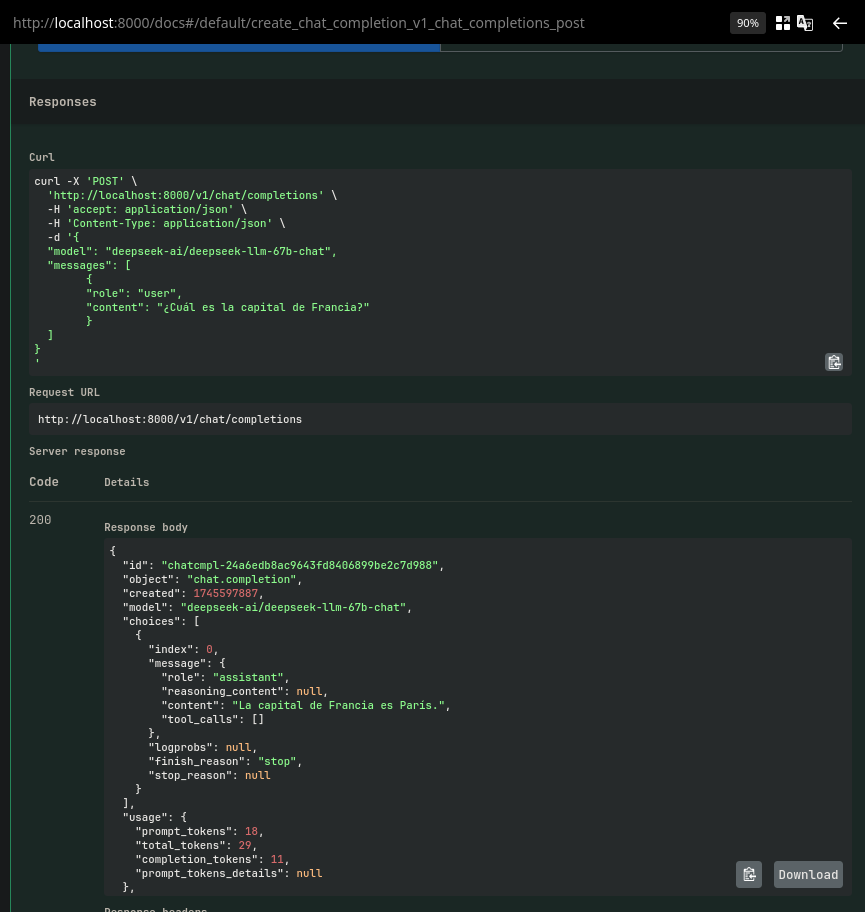 http://localhost:8000/docs#/default/create_chat_completion_v1_chat_completions_post
90%
Responses
Curl
curl -X 'POST' \
  'http://localhost:8000/v1/chat/completions' \
  -H 'accept: application/json' \
  -H 'Content-Type: application/json' \
  -d '{
  "model": "deepseek-ai/deepseek-llm-67b-chat",
  "messages": [
        {
        "role": "user",
        "content": "¿Cuál es la capital de Francia?"
        }
  ]
}
'
Request URL
http://localhost:8000/v1/chat/completions
Server response
Code Details
200
Response body
{
  "id": "chatcmpl-24a6edb8ac9643fd8406899be2c7d988",
  "object": "chat.completion",
  "created": 1745597887,
  "model": "deepseek-ai/deepseek-llm-67b-chat",
  "choices": [
    {
      "index": 0,
      "message": {
        "role": "assistant",
        "reasoning_content": null,
        "content": "La capital de Francia es París.",
        "tool_calls": []
      },
      "logprobs": null,
      "finish_reason": "stop",
      "stop_reason": null
    }
  ],
  "usage": {
    "prompt_tokens": 18,
    "total_tokens": 29,
    "completion_tokens": 11,
    "prompt_tokens_details": null
  },
Download
Response headers